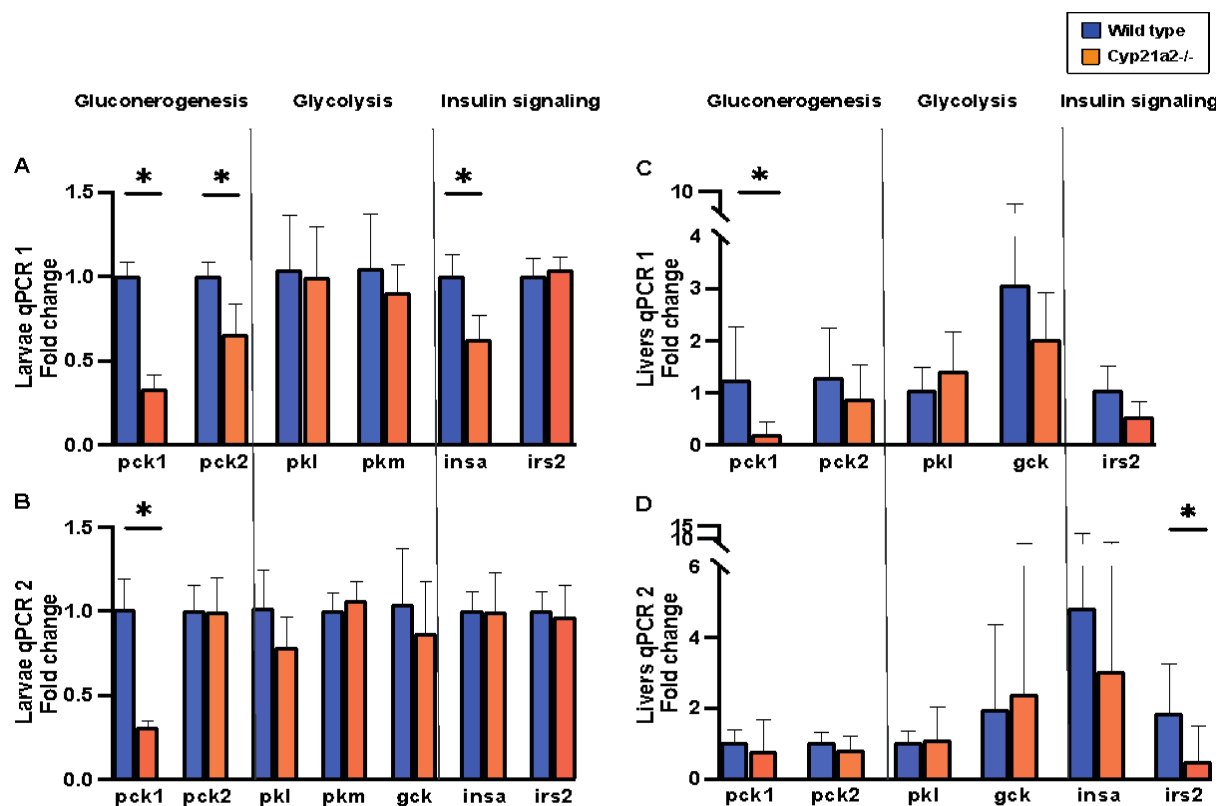 Wild type
Cyp21a2-/-
Gluconerogenesis Glycolysis Insulin signaling
Gluconerogenesis Glycolysis Insulin signaling
A
Larvae qPCR 1
Fold change
1.5
1.0
0.5
0.0
* * *
pck1 pck2 pkl pkm insa irs2
C
Livers qPCR 1
Fold change
10
4
3
2
1
0
*
pck1 pck2 pkl gck irs2
B
Larvae qPCR 2
Fold change
1.5
1.0
0.5
0.0
*
pck1 pck2 pkl pkm gck insa irs2
D
Livers qPCR 2
Fold change
15
10
6
4
2
0
*
pck1 pck2 pkl gck insa irs2